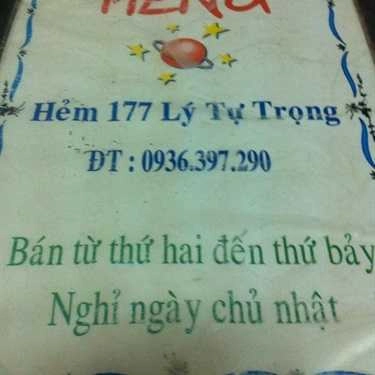 MENU
Hẻm 177 Lý Tự Trọng
ĐT : 0936.397.290
Bán từ thứ hai đến thứ bảy
Nghỉ ngày chủ nhật